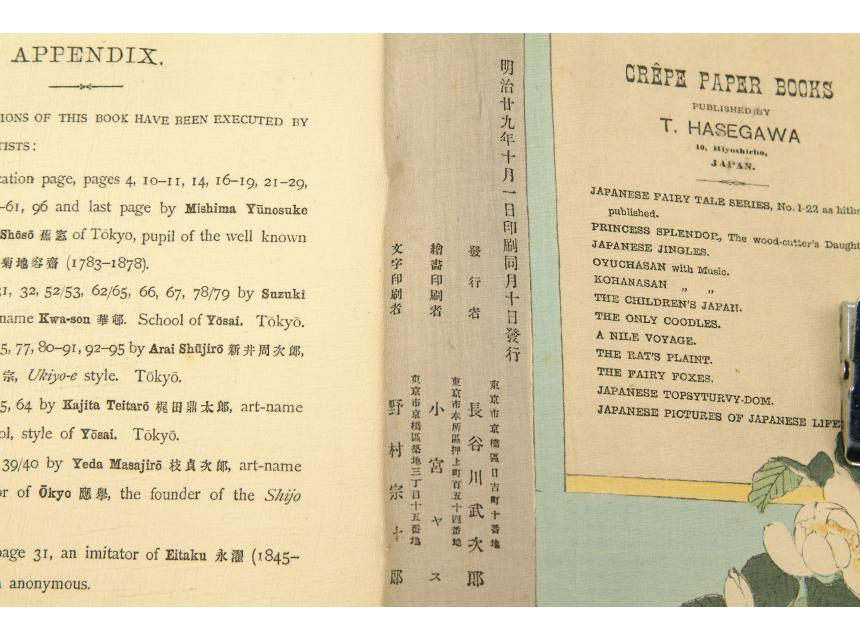 APPENDIX.
IONS OF THIS BOOK HAVE BEEN EXECUTED BY
TISTS:
cation page, pages 4, 10–11, 14, 16–19, 21–29,
–61, 96 and last page by Mishima Yūnosuke
Shōsō 蕉窓 of Tōkyo, pupil of the well known
菊地容齋 (1783–1878).
31, 32, 52/53, 62/65, 66, 67, 78/79 by Suzuki
name Kwa-son 華邨. School of Yōsai. Tōkyō.
5, 77, 80–91, 92–95 by Arai Shūjirō 新井周次郎,
宗, Ukiyo-e style. Tōkyō.
5, 64 by Kajita Teitarō 梶田鼎太郎, art-name
ol, style of Yōsai. Tōkyō.
39/40 by Yeda Masajirō 枝貞次郎, art-name
or of Ōkyo 應擧, the founder of the Shijo
page 31, an imitator of Eitaku 永濯 (1845–
anonymous.
明治廿九年十月一日印刷同月十日發行
東京市京橋區日吉町十番地
發行者 長谷川武次郎
東京市本所區押上町百五十四番地
繪書印刷者 小宮ヤス
東京市京橋區築地三丁目十五番地
文字印刷者 野村宗十郎
CRÊPE PAPER BOOKS
PUBLISHED BY
T. HASEGAWA
10, Hiyoshicho,
JAPAN.
JAPANESE FAIRY TALE SERIES, No. 1-22 as hithe
published.
PRINCESS SPLENDOR, The wood-cutter's Daught
JAPANESE JINGLES.
OYUCHASAN with Music.
KOHANASAN „ „
THE CHILDREN'S JAPAN.
THE ONLY COODLES.
A NILE VOYAGE.
THE RAT'S PLAINT.
THE FAIRY FOXES.
JAPANESE TOPSYTURVY-DOM.
JAPANESE PICTURES OF JAPANESE LIFE